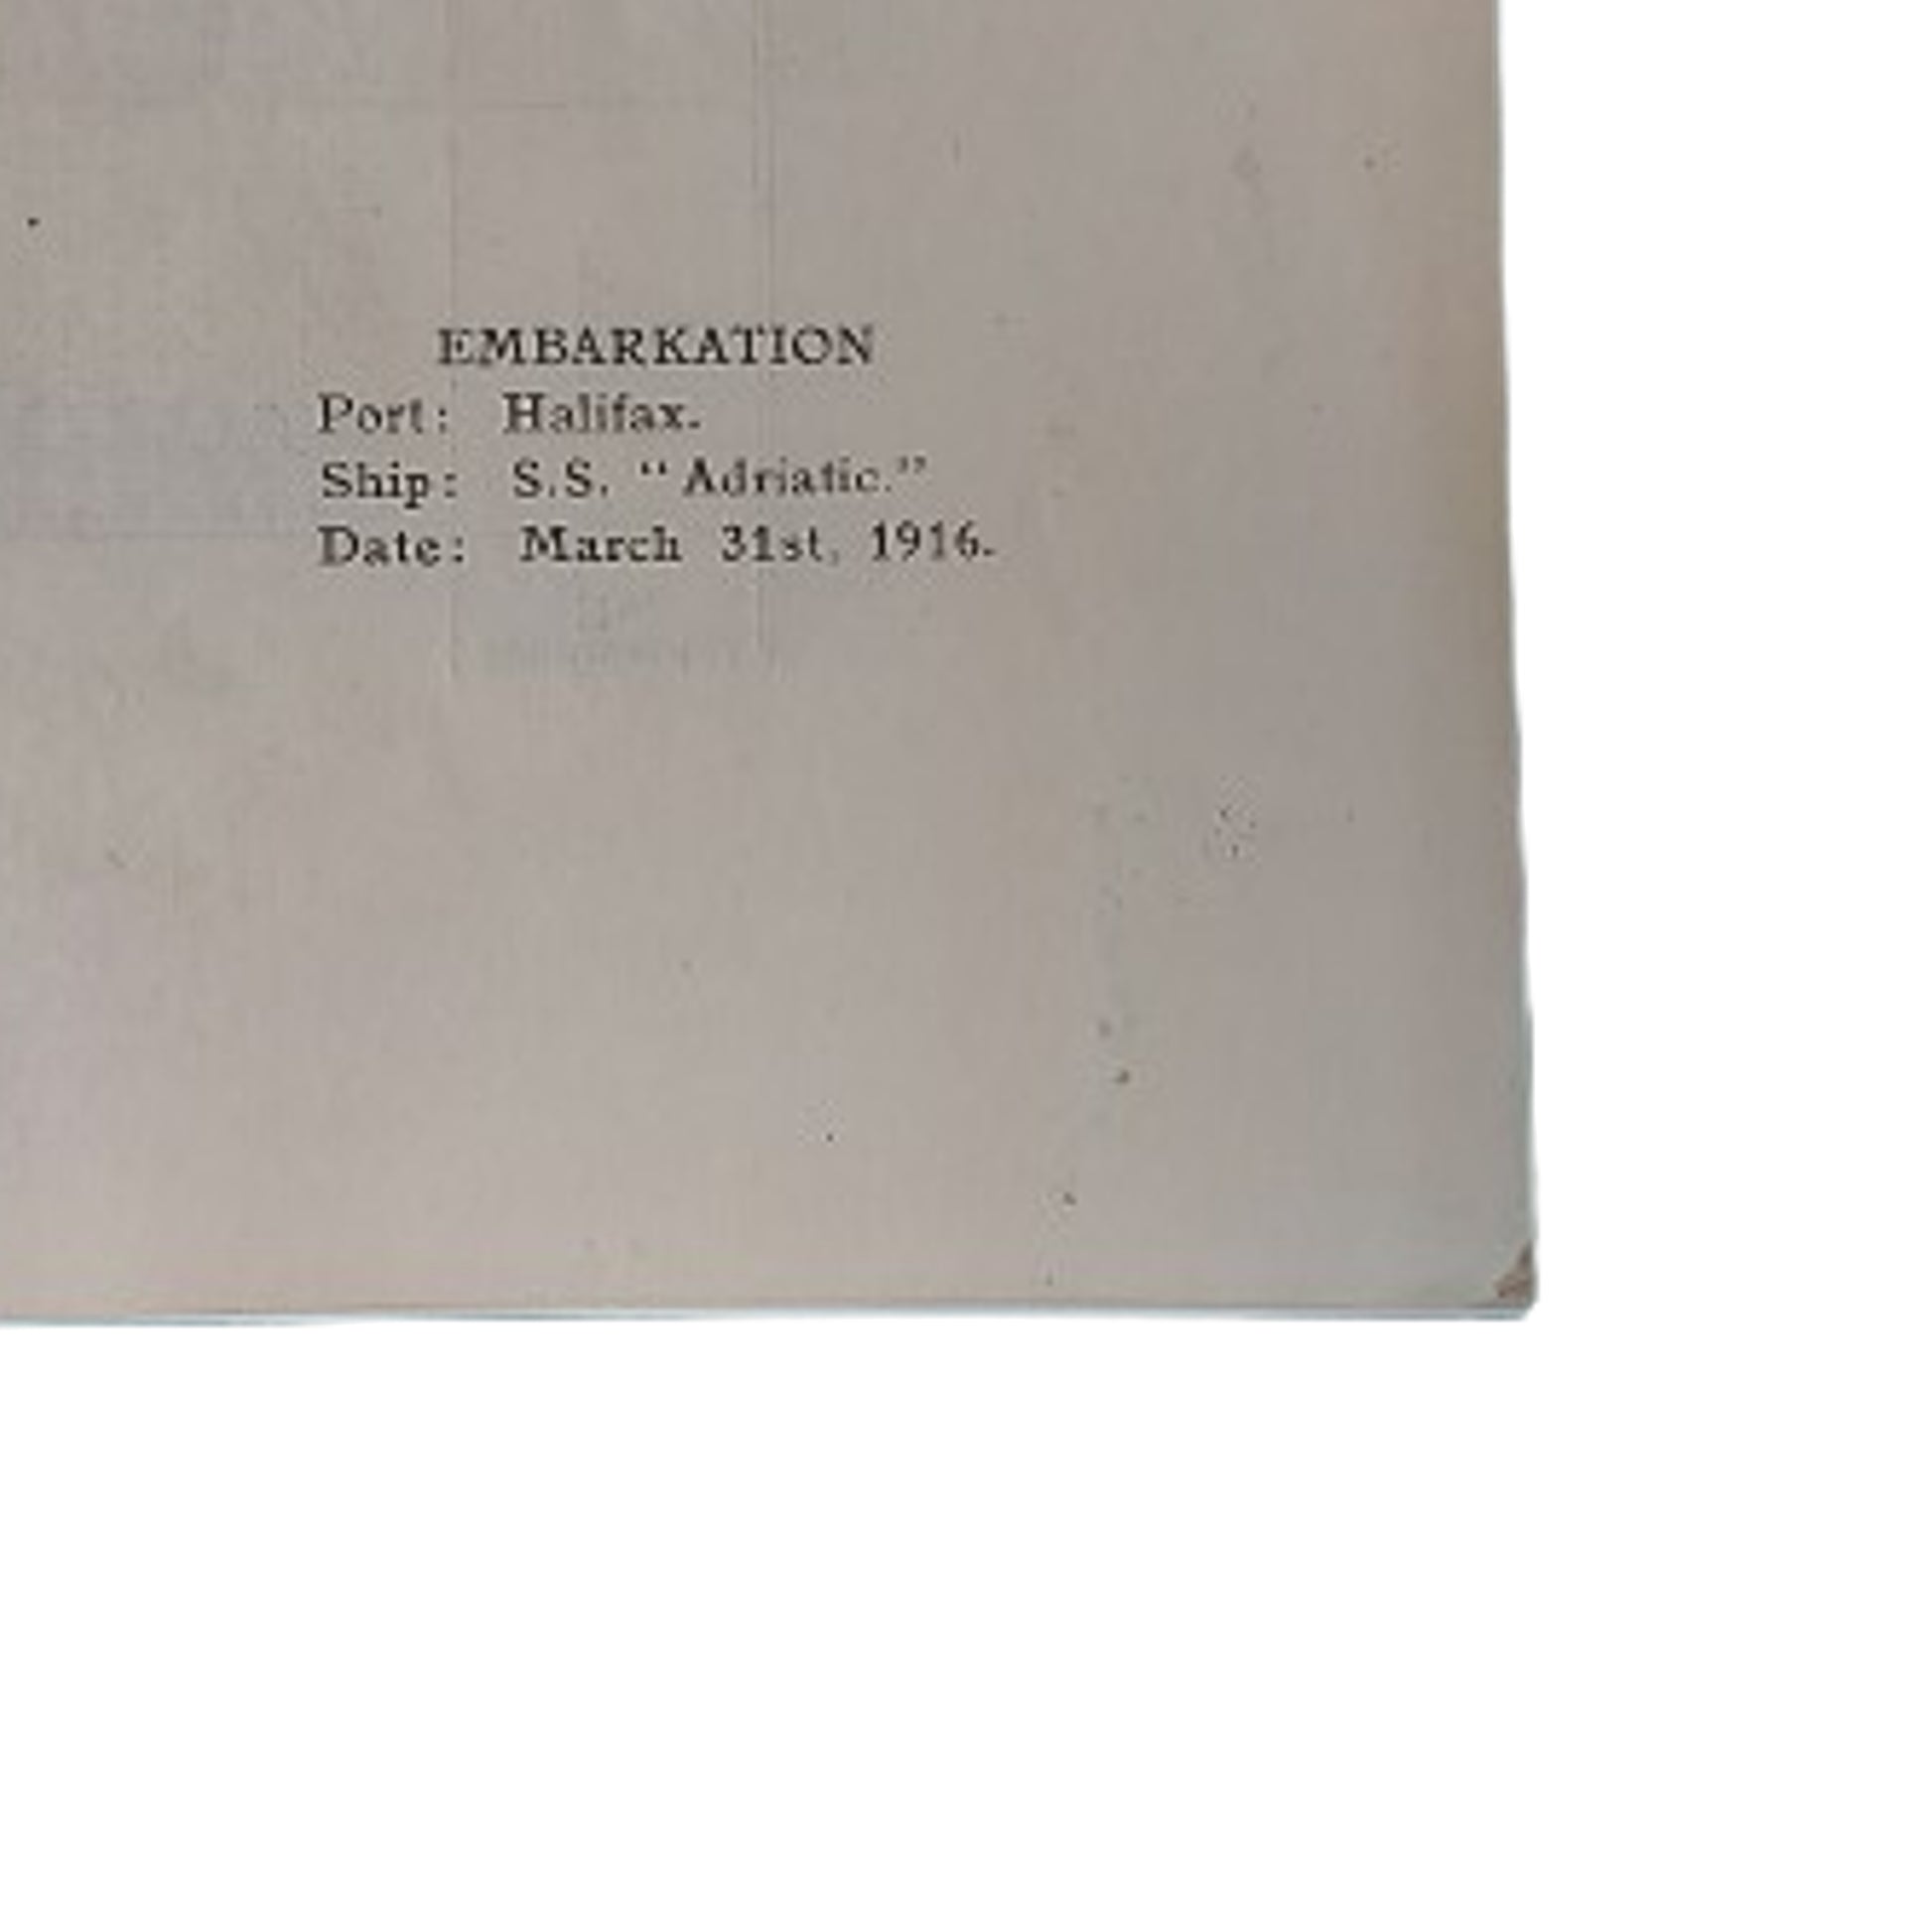 EMBARKATION
Port: Halifax.
Ship: S.S. "Adriatic."
Date: March 31st, 1916.